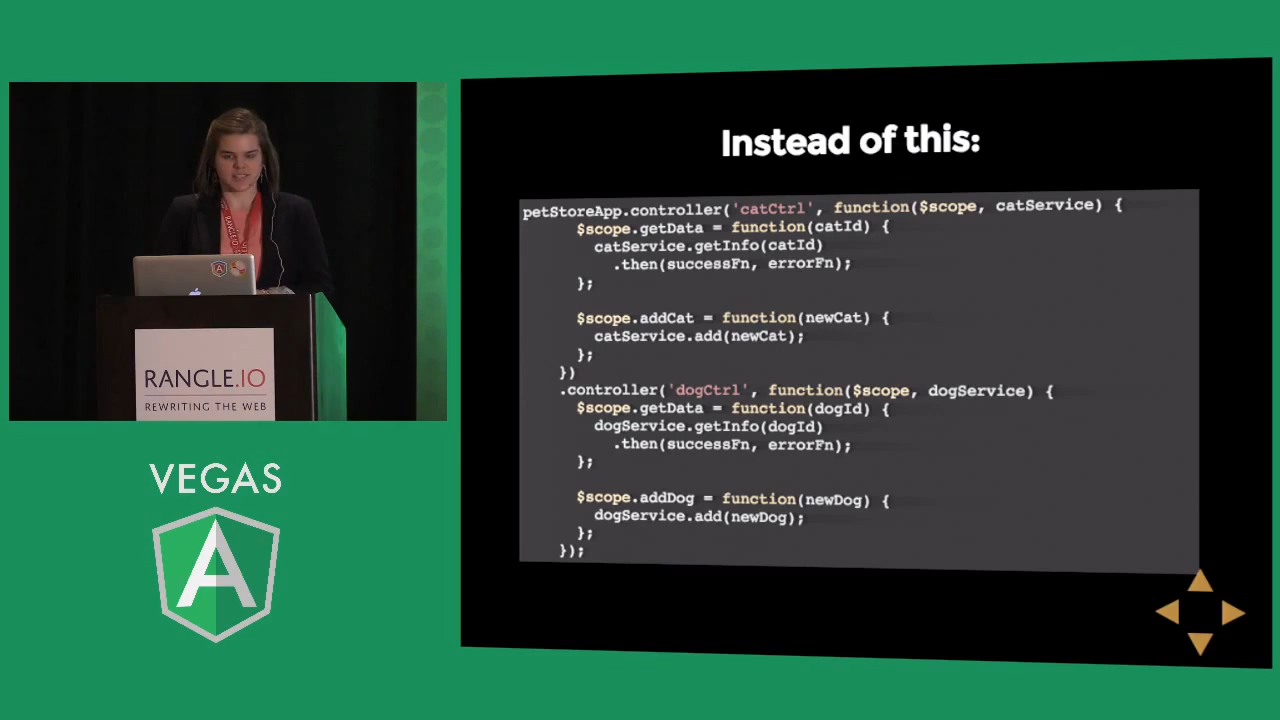 Instead of this:
petStoreApp.controller('catCtrl', function($scope, catService) {
$scope.getData = function(catId) {
catService.getInfo(catId)
.then(successFn, errorFn);
};
$scope.addCat = function(newCat) {
catService.add(newCat);
};
})
.controller('dogCtrl', function($scope, dogService) {
$scope.getData = function(dogId) {
dogService.getInfo(dogId)
.then(successFn, errorFn);
};
$scope.addDog = function(newDog) {
dogService.add(newDog);
};
});
RANGLE.IO
RANGLE.IO
REWRITING THE WEB
VEGAS
A